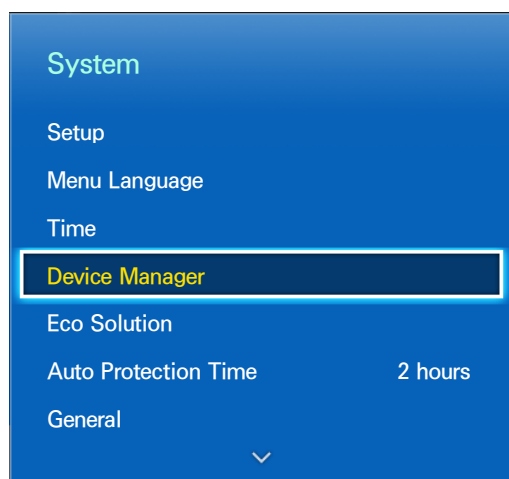 System
Setup
Menu Language
Time
Device Manager
Eco Solution
Auto Protection Time 2 hours
General